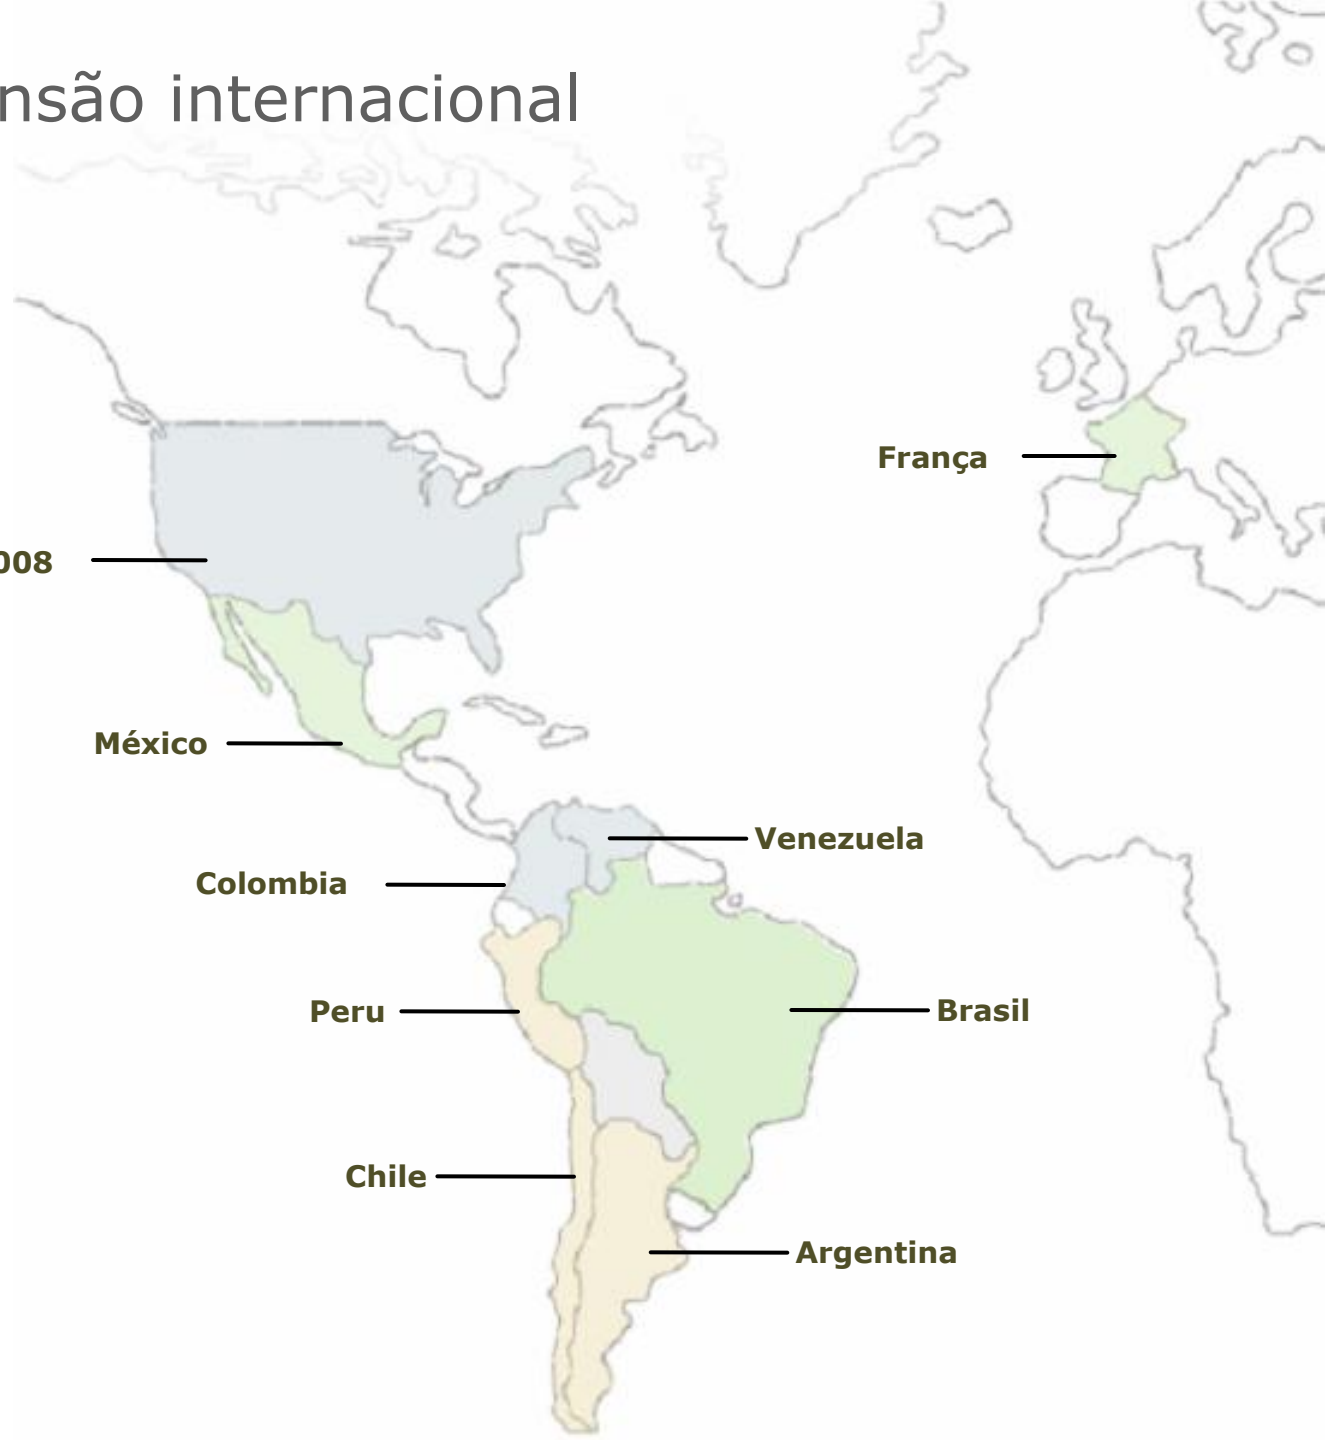 nsão internacional
França
008
México
Venezuela
Colombia
Peru
Brasil
Chile
Argentina